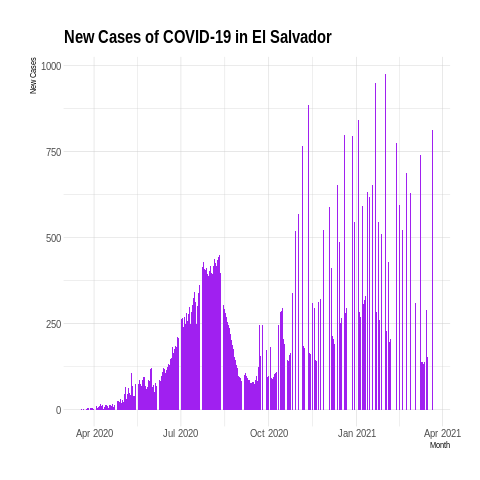 New Cases of COVID-19 in El Salvador
New Cases
1000
750
500
250
0
Apr 2020
Jul 2020
Oct 2020
Jan 2021
Apr 2021
Month